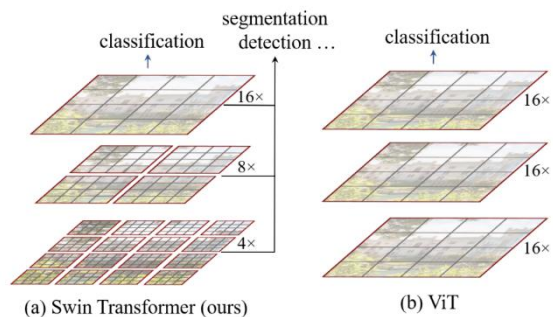 segmentation
classification
detection ...
classification
16×
16×
8×
16×
4×
16×
(a) Swin Transformer (ours)
(b) ViT